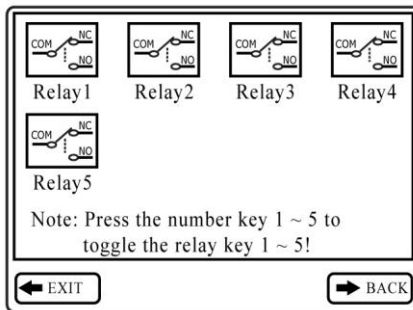 COM NC NO COM NC NO COM NC NO COM NC NO
Relay1 Relay2 Relay3 Relay4
COM NC NO
Relay5
Note: Press the number key 1 ~ 5 to
toggle the relay key 1 ~ 5!
EXIT BACK